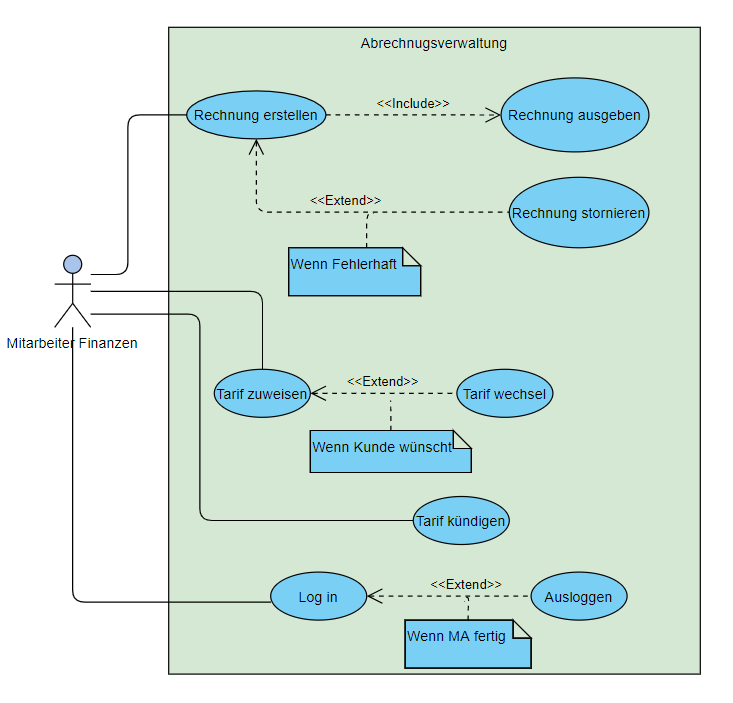 Abrechnugsverwaltung
Rechnung erstellen
<<Include>>
Rechnung ausgeben
<<Extend>>
Rechnung stornieren
Wenn Fehlerhaft
Mitarbeiter Finanzen
Tarif zuweisen
<<Extend>>
Tarif wechsel
Wenn Kunde wünscht
Tarif kündigen
Log in
<<Extend>>
Ausloggen
Wenn MA fertig